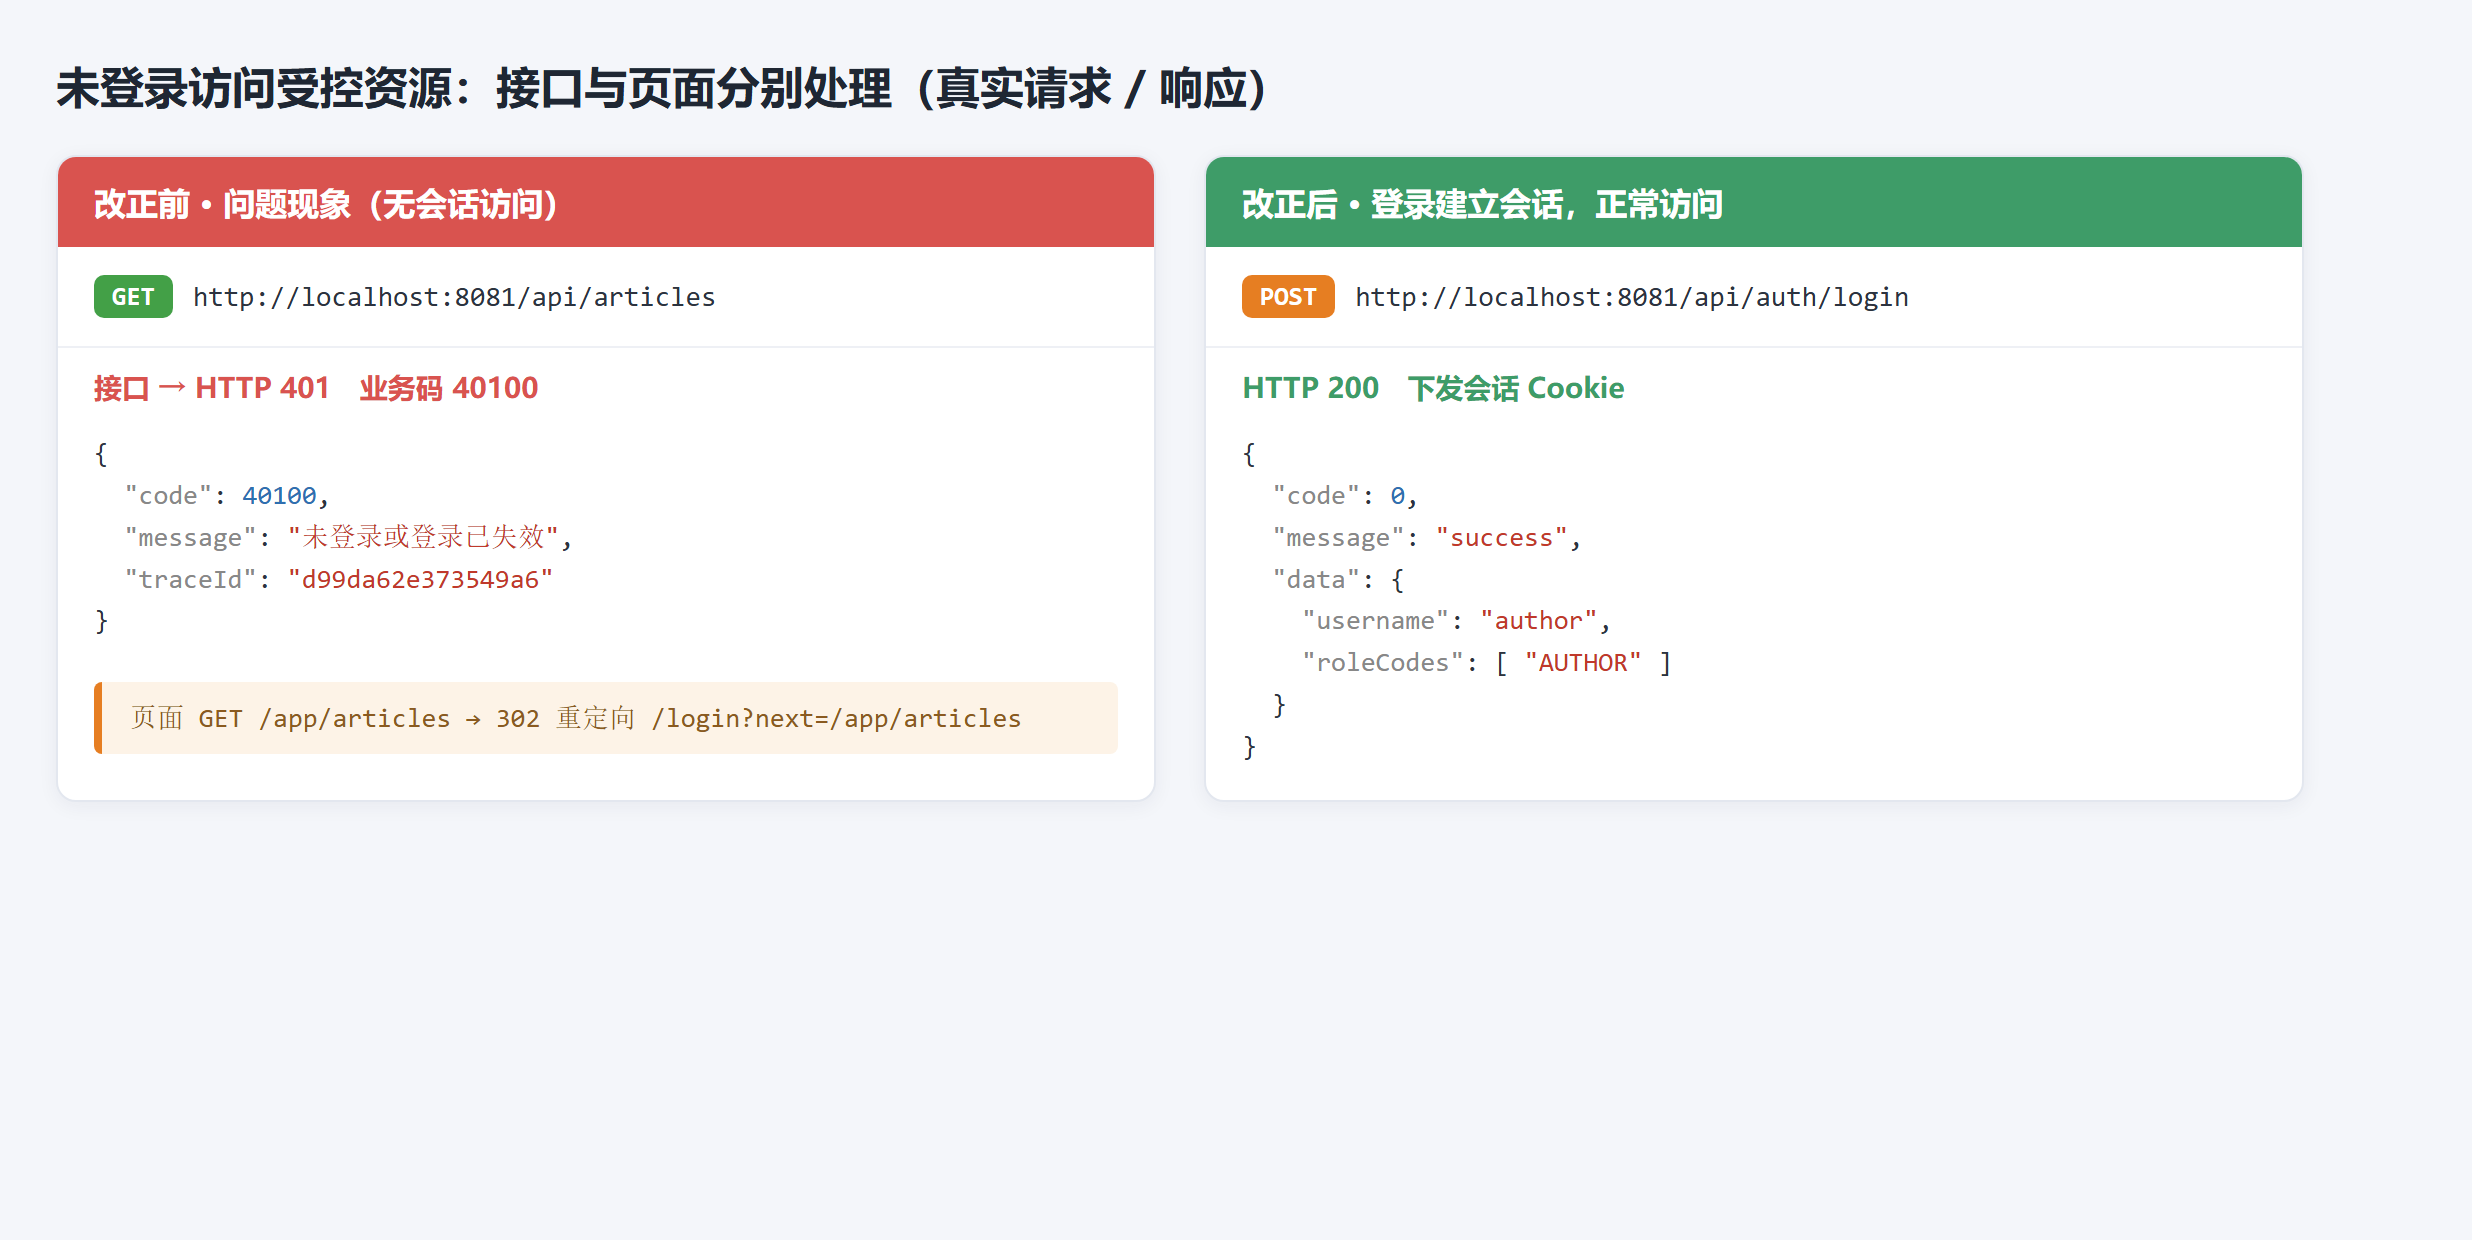 未登录访问受控资源：接口与页面分别处理（真实请求 / 响应）
改正前 • 问题现象（无会话访问）
GET http://localhost:8081/api/articles
接口 → HTTP 401 业务码 40100
{
"code": 40100,
"message": "未登录或登录已失效",
"traceId": "d99da62e373549a6"
}
页面 GET /app/articles → 302 重定向 /login?next=/app/articles
改正后 • 登录建立会话，正常访问
POST http://localhost:8081/api/auth/login
HTTP 200 下发会话 Cookie
{
"code": 0,
"message": "success",
"data": {
"username": "author",
"roleCodes": [ "AUTHOR" ]
}
}